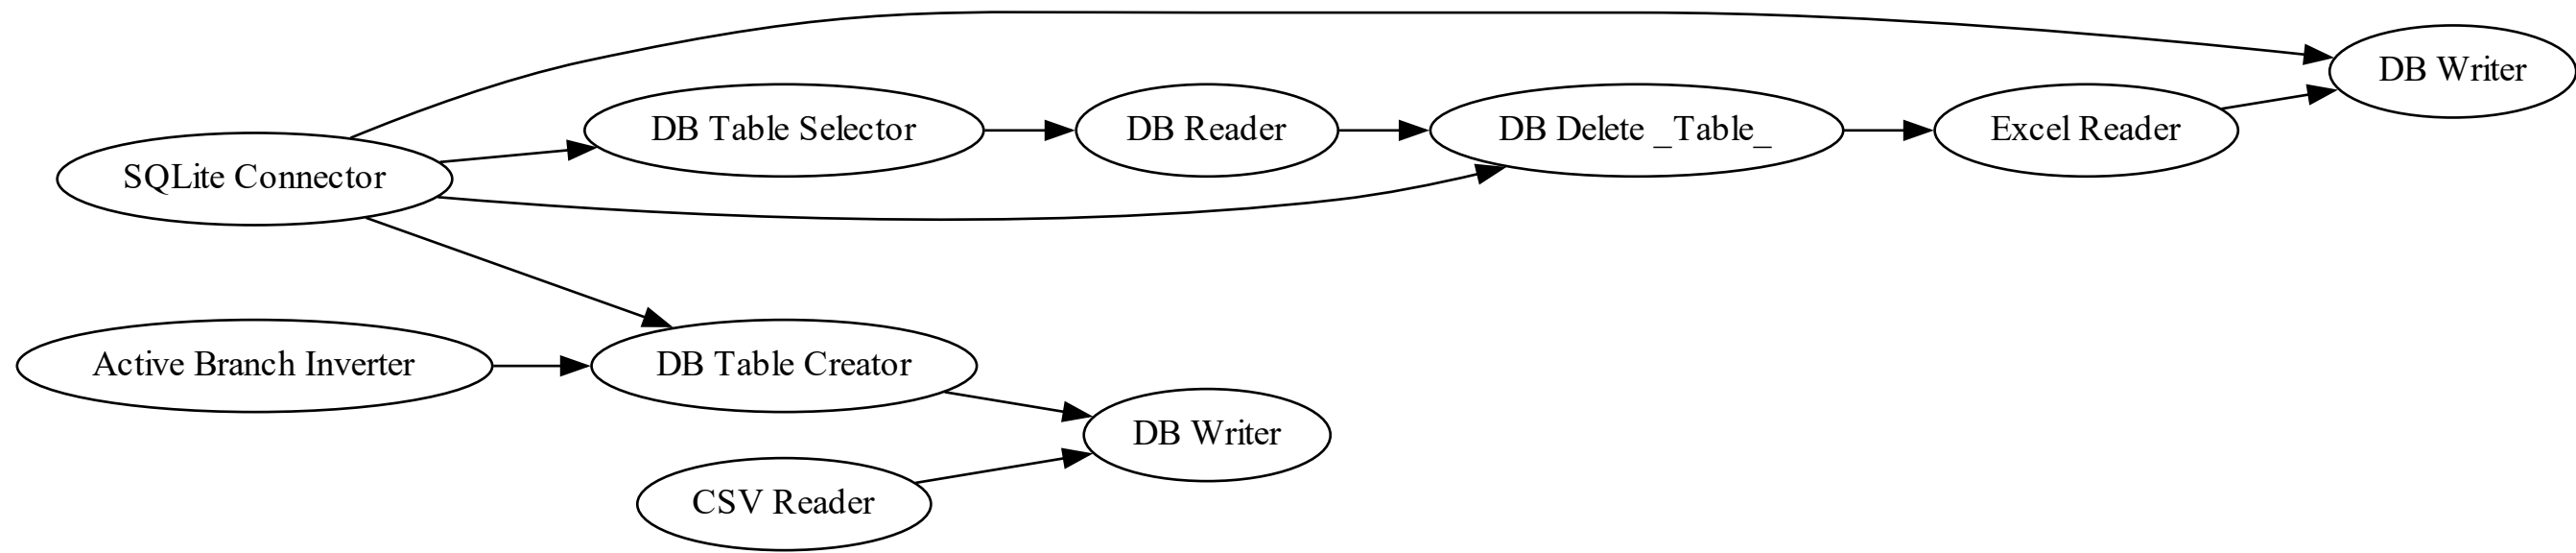 DB Writer
DB Table Selector
DB Reader
DB Delete _Table_
Excel Reader
SQLite Connector
Active Branch Inverter
DB Table Creator
DB Writer
CSV Reader